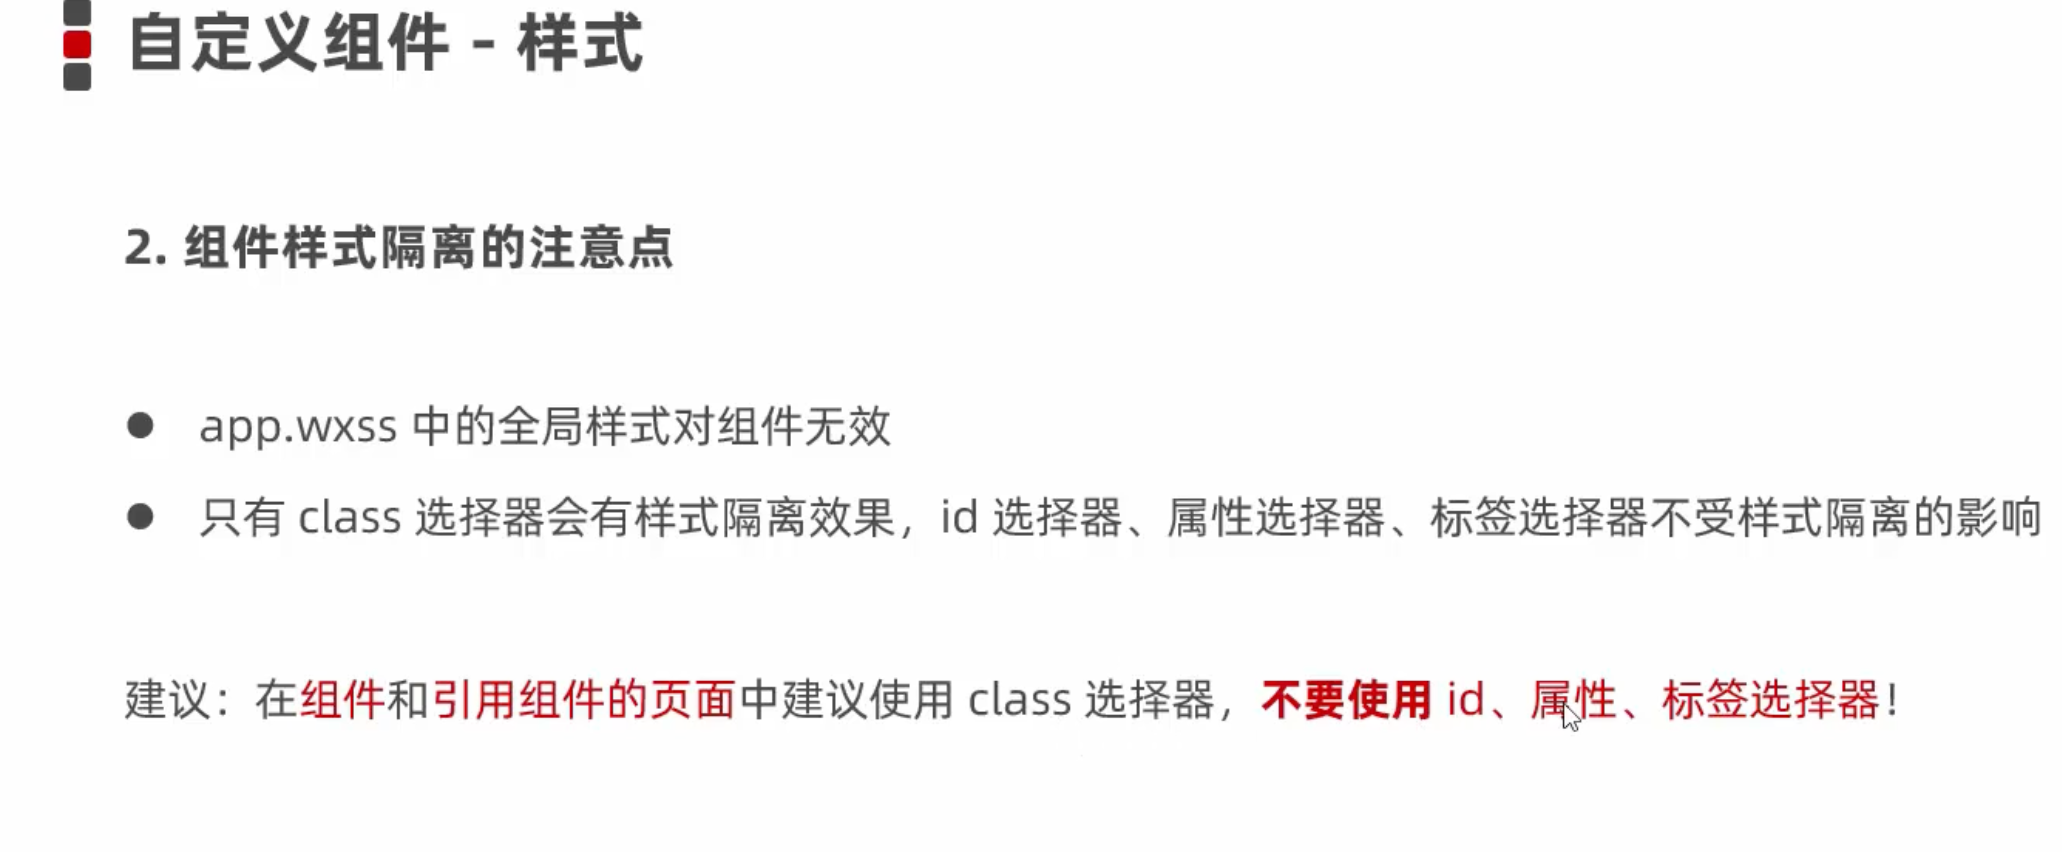 自定义组件 - 样式
2. 组件样式隔离的注意点
● app.wxss 中的全局样式对组件无效
● 只有 class 选择器会有样式隔离效果，id 选择器、属性选择器、标签选择器不受样式隔离的影响
建议：在组件和引用组件的页面中建议使用 class 选择器，不要使用 id、属性、标签选择器！